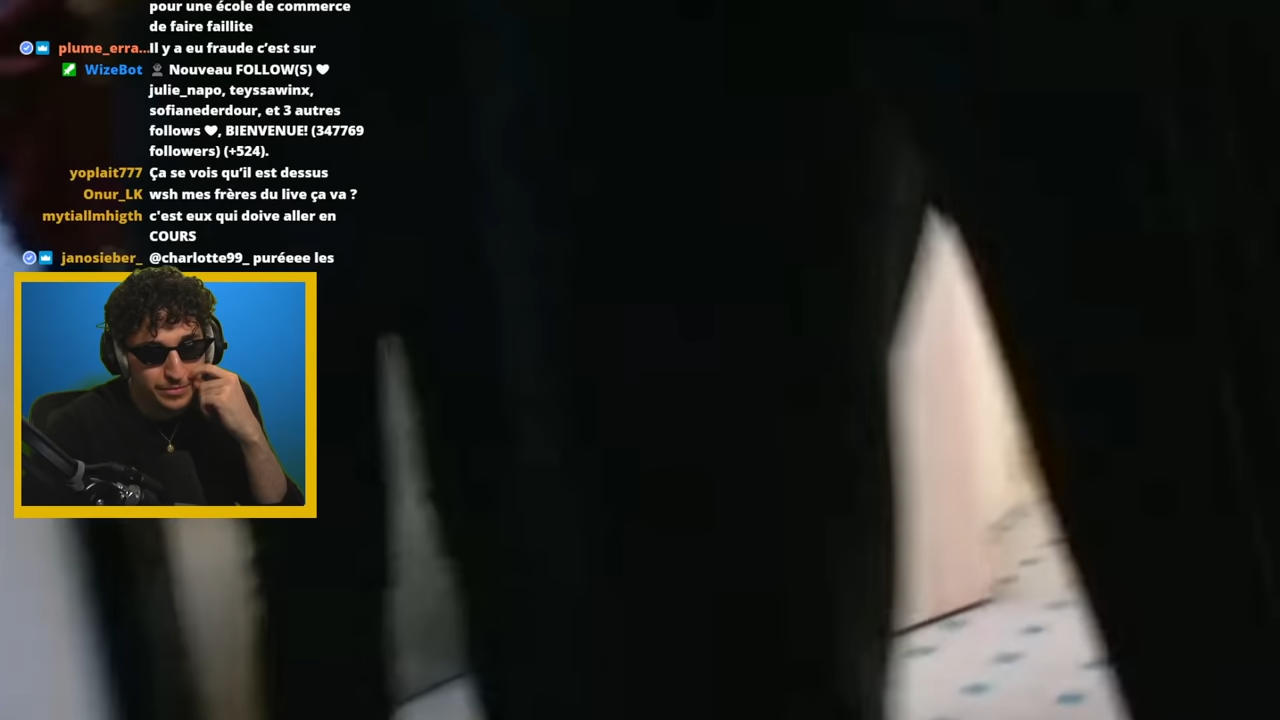 pour une école de commerce
de faire faillite
plume_erra... Il y a eu fraude c’est sur
WizeBot Nouveau FOLLOW(S) ♥
julie_napo, teyssawinx,
sofianederdour, et 3 autres
follows ♥, BIENVENUE! (347769
followers) (+524).
yoplait777 Ça se vois qu’il est dessus
Onur_LK wsh mes frères du live ça va ?
mytiallmhigth c'est eux qui doive aller en
COURS
janosieber_ @charlotte99_ puréeee les